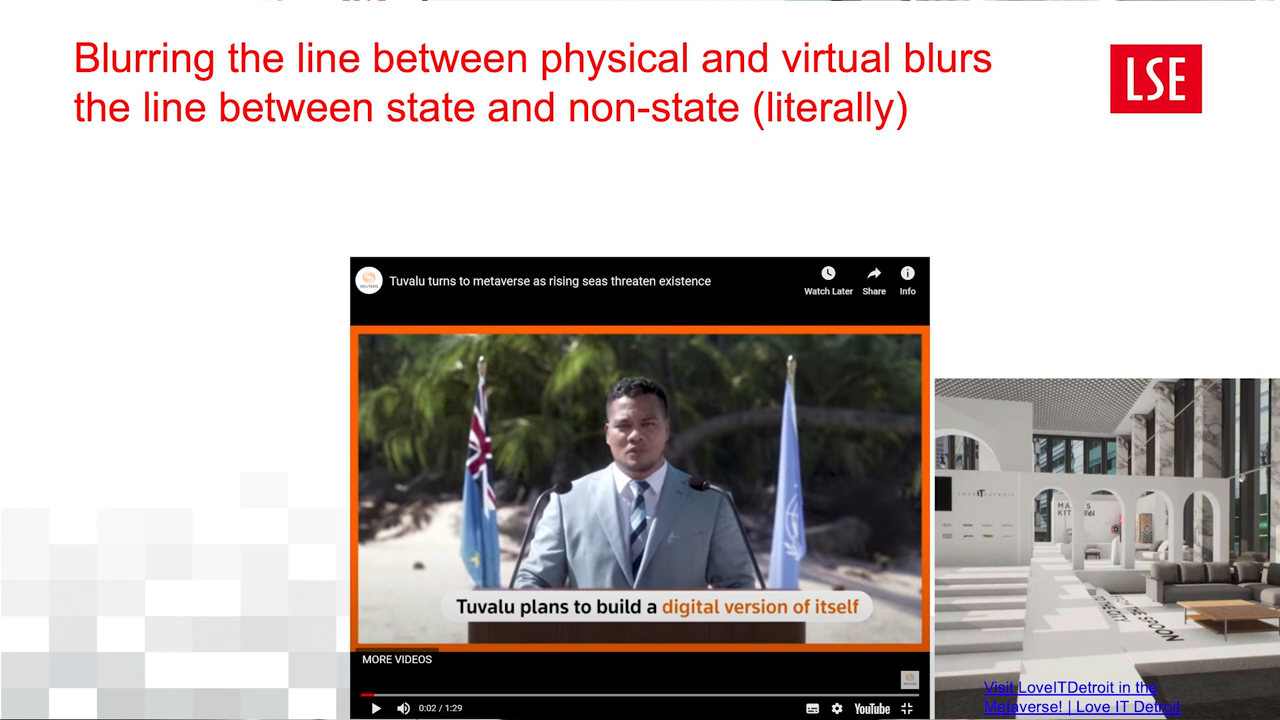 Blurring the line between physical and virtual blurs
the line between state and non-state (literally)
LSE
REUTERS
Tuvalu turns to metaverse as rising seas threaten existence
Watch Later
Share
Info
Tuvalu plans to build a digital version of itself
MORE VIDEOS
0:02 / 1:29
YouTube
LOVEITDETROIT
Visit LoveITDetroit in the
Metaverse! | Love IT Detroit